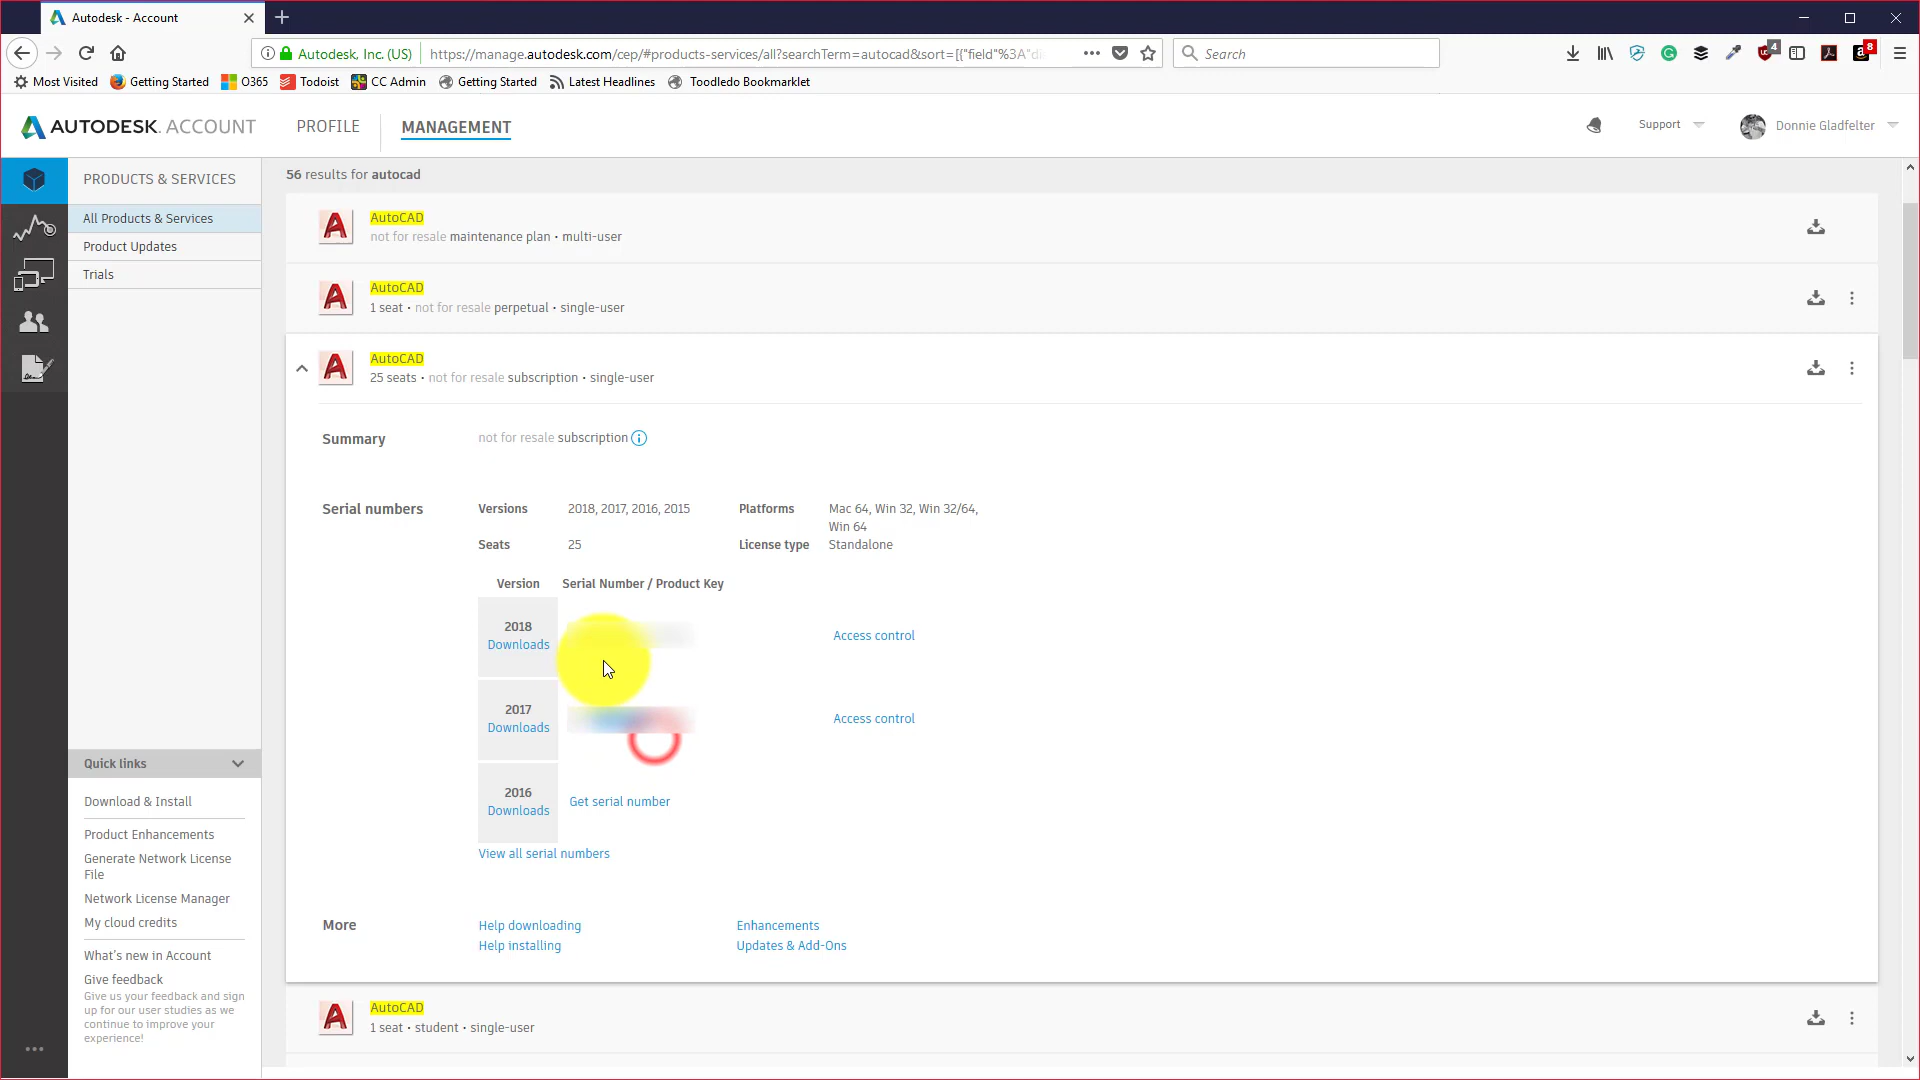 Autodesk - Account
Autodesk, Inc. (US)
https://manage.autodesk.com/cep/#products-services/all?searchTerm=autocad&sort=[{"field"%3A"di
Search
4
8
Most Visited
Getting Started
O365
Todoist
CC Admin
Getting Started
Latest Headlines
Toodledo Bookmarklet
AUTODESK. ACCOUNT
PROFILE
MANAGEMENT
Support
Donnie Gladfelter
PRODUCTS & SERVICES
All Products & Services
Product Updates
Trials
56 results for autocad
AutoCAD
not for resale maintenance plan • multi-user
AutoCAD
1 seat • not for resale perpetual • single-user
AutoCAD
25 seats • not for resale subscription • single-user
Summary
not for resale subscription
Serial numbers
Versions
2018, 2017, 2016, 2015
Platforms
Mac 64, Win 32, Win 32/64,
Win 64
Seats
25
License type
Standalone
Version
Serial Number / Product Key
2018
Downloads
Access control
2017
Downloads
Access control
2016
Downloads
Get serial number
View all serial numbers
More
Help downloading
Enhancements
Help installing
Updates & Add-Ons
AutoCAD
1 seat • student • single-user
Quick links
Download & Install
Product Enhancements
Generate Network License
File
Network License Manager
My cloud credits
What's new in Account
Give feedback
Give us your feedback and sign
up for our user studies as we
continue to improve your
experience!